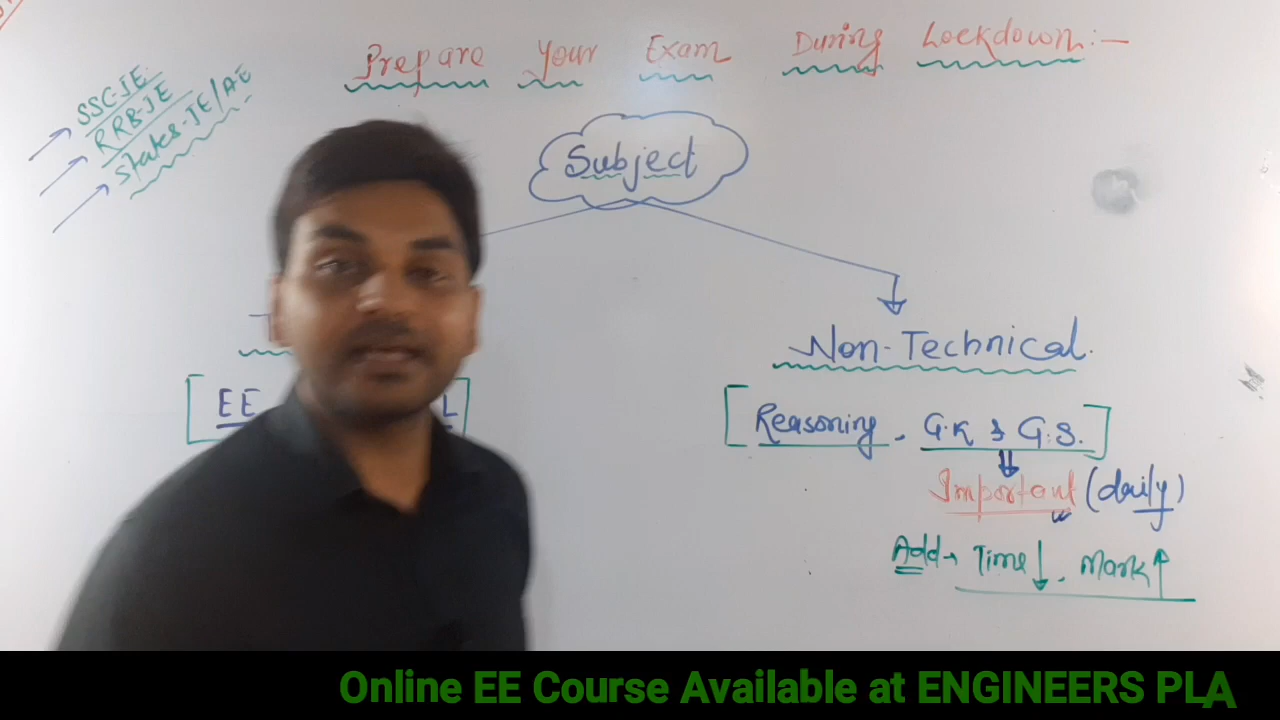 Prepare Your Exam During Lockdown:-
SSC-JE
RRB-JE
States-JE/AE
Subject
Non-Technical.
EE
L
[Reasoning, G.K & G.S.]
Important (daily)
Add → Time ↓, Mark ↑
Online EE Course Available at ENGINEERS PLA